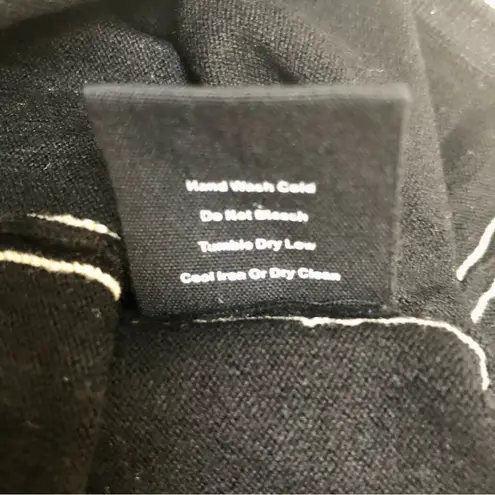 Hand Wash Cold
Do Not Bleach
Tumble Dry Low
Cool Iron Or Dry Clean